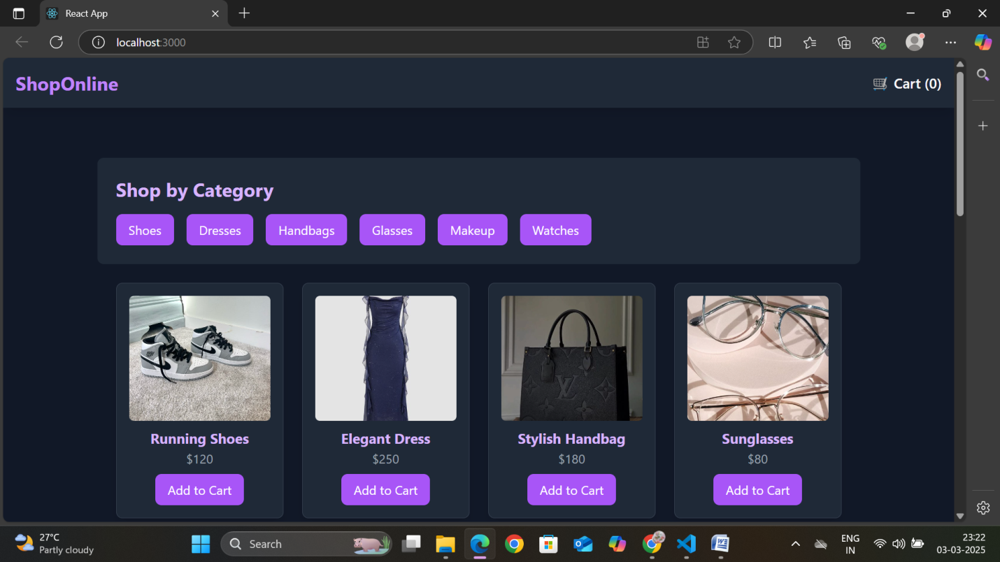 React App
localhost:3000
ShopOnline
Cart (0)
Shop by Category
Shoes Dresses Handbags Glasses Makeup Watches
Running Shoes Elegant Dress Stylish Handbag Sunglasses
$120 $250 $180 $80
Add to Cart Add to Cart Add to Cart Add to Cart
27°C
Partly cloudy
Search
ENG
IN
23:22
03-03-2025